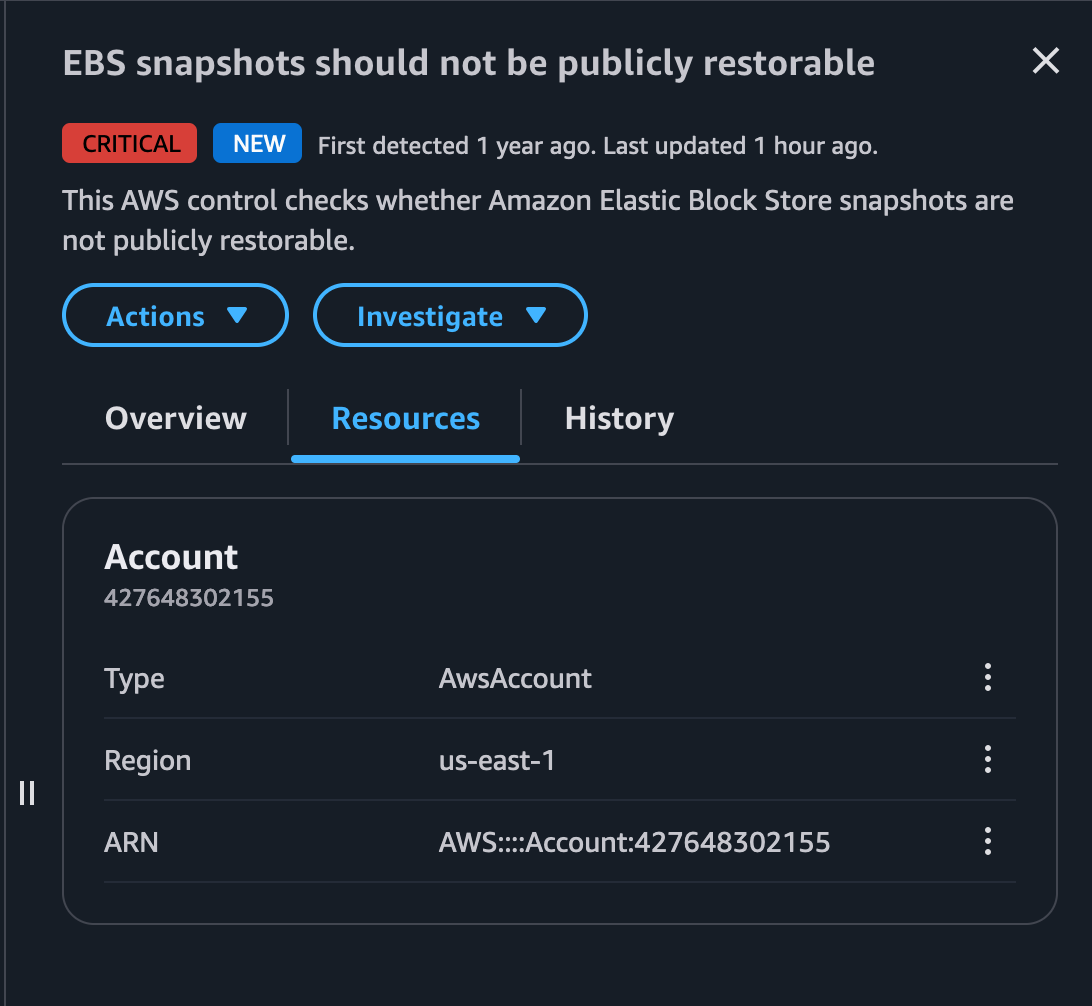 EBS snapshots should not be publicly restorable
CRITICAL NEW First detected 1 year ago. Last updated 1 hour ago.
This AWS control checks whether Amazon Elastic Block Store snapshots are
not publicly restorable.
Actions Investigate
Overview Resources History
Account
427648302155
Type AwsAccount
Region us-east-1
ARN AWS::::Account:427648302155